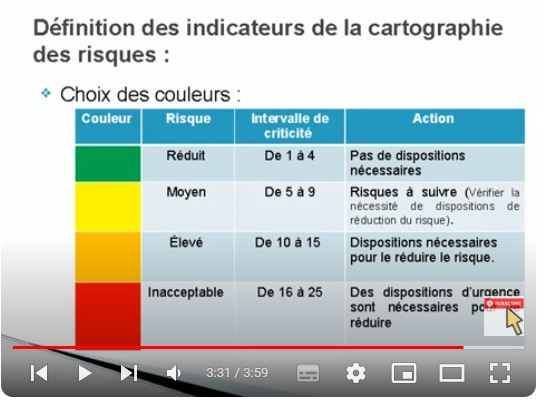 Définition des indicateurs de la cartographie
des risques :
Choix des couleurs :
Couleur Risque Intervalle de criticité Action
Réduit De 1 à 4 Pas de dispositions
nécessaires
Moyen De 5 à 9 Risques à suivre (Vérifier la
nécessité de dispositions de
réduction du risque).
Élevé De 10 à 15 Dispositions nécessaires
pour le réduire le risque.
Inacceptable De 16 à 25 Des dispositions d'urgence
sont nécessaires
réduire
SUBSCRIBE
3:31 / 3:59